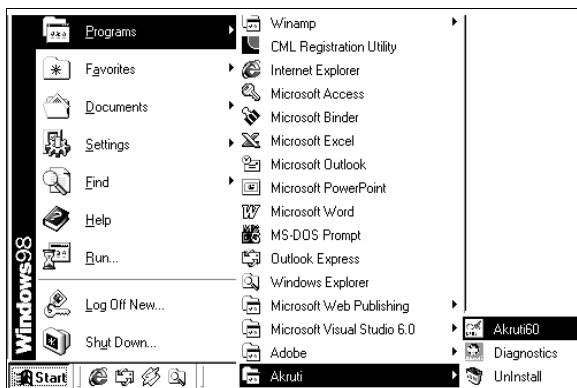 Programs
Favorites
Documents
Settings
Find
Help
Run...
Log Off New...
Shut Down...
Windows98
Start
Winamp
CML Registration Utility
Internet Explorer
Microsoft Access
Microsoft Binder
Microsoft Excel
Microsoft Outlook
Microsoft PowerPoint
Microsoft Word
MS-DOS Prompt
Outlook Express
Windows Explorer
Microsoft Web Publishing
Microsoft Visual Studio 6.0
Adobe
Akruti
Akruti60
Diagnostics
UnInstall